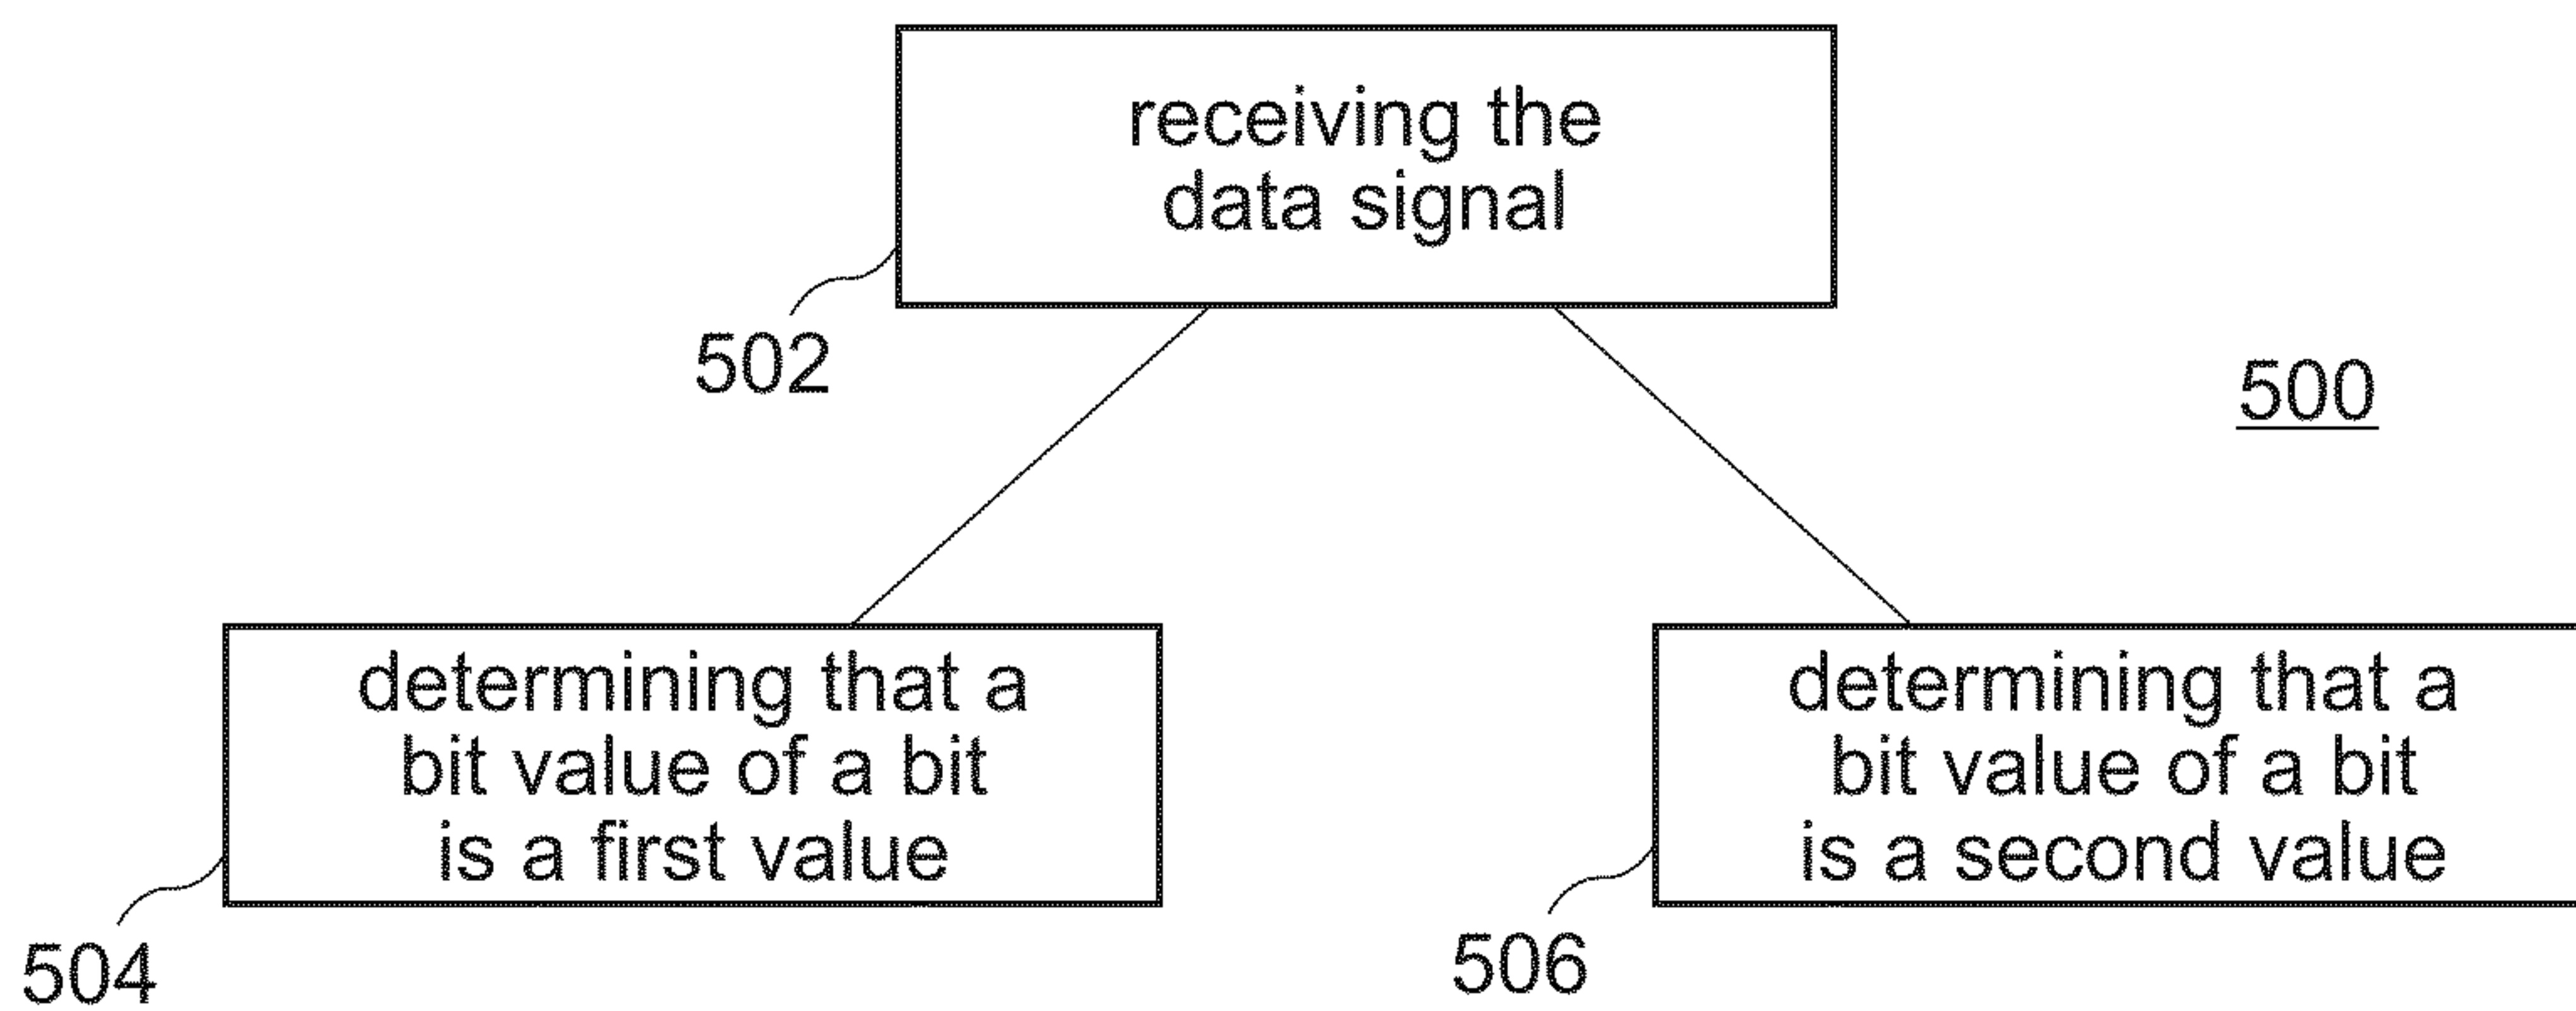 receiving the
data signal
502
500
determining that a
bit value of a bit
is a first value
504
determining that a
bit value of a bit
is a second value
506